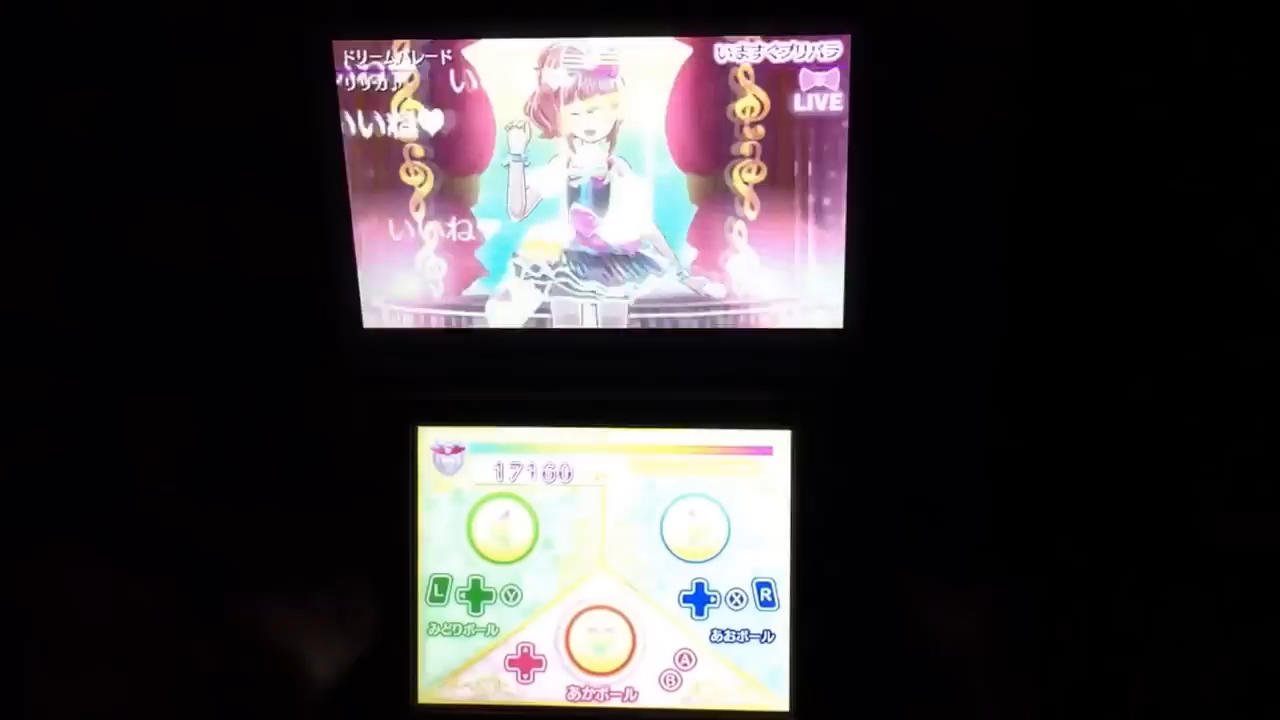 ドリームパレード
いますぐプリパラ
LIVE
い
いいね♥
いいね
17160
L
Y
X
R
みどりボール
あおボール
A
B
あかボール